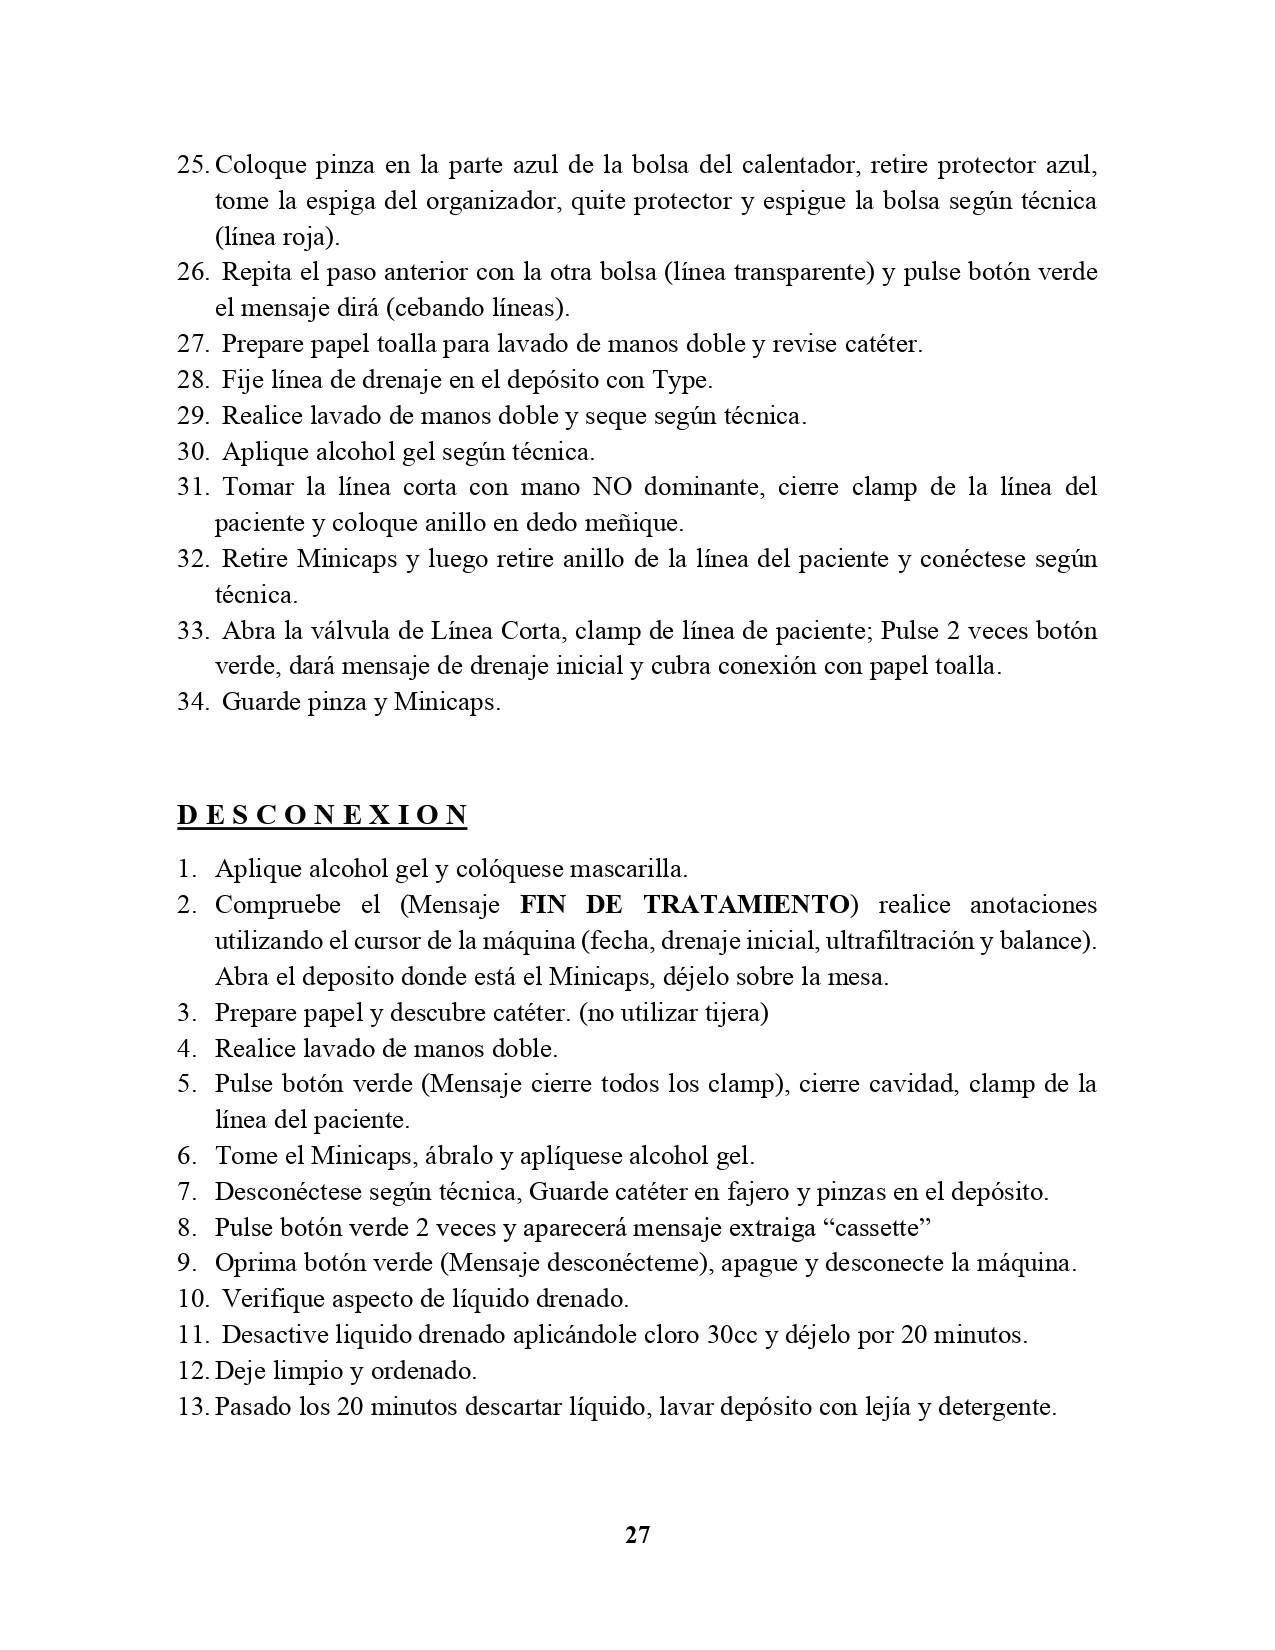 25. Coloque pinza en la parte azul de la bolsa del calentador, retire protector azul,
tome la espiga del organizador, quite protector y espigue la bolsa según técnica
(línea roja).
26. Repita el paso anterior con la otra bolsa (línea transparente) y pulse botón verde
el mensaje dirá (cebando líneas).
27. Prepare papel toalla para lavado de manos doble y revise catéter.
28. Fije línea de drenaje en el depósito con Type.
29. Realice lavado de manos doble y seque según técnica.
30. Aplique alcohol gel según técnica.
31. Tomar la línea corta con mano NO dominante, cierre clamp de la línea del
paciente y coloque anillo en dedo meñique.
32. Retire Minicaps y luego retire anillo de la línea del paciente y conéctese según
técnica.
33. Abra la válvula de Línea Corta, clamp de línea de paciente; Pulse 2 veces botón
verde, dará mensaje de drenaje inicial y cubra conexión con papel toalla.
34. Guarde pinza y Minicaps.
D E S C O N E X I O N
1. Aplique alcohol gel y colóquese mascarilla.
2. Compruebe el (Mensaje FIN DE TRATAMIENTO) realice anotaciones
utilizando el cursor de la máquina (fecha, drenaje inicial, ultrafiltración y balance).
Abra el deposito donde está el Minicaps, déjelo sobre la mesa.
3. Prepare papel y descubre catéter. (no utilizar tijera)
4. Realice lavado de manos doble.
5. Pulse botón verde (Mensaje cierre todos los clamp), cierre cavidad, clamp de la
línea del paciente.
6. Tome el Minicaps, ábralo y aplíquese alcohol gel.
7. Desconéctese según técnica, Guarde catéter en fajero y pinzas en el depósito.
8. Pulse botón verde 2 veces y aparecerá mensaje extraiga “cassette”
9. Oprima botón verde (Mensaje desconécteme), apague y desconecte la máquina.
10. Verifique aspecto de líquido drenado.
11. Desactive liquido drenado aplicándole cloro 30cc y déjelo por 20 minutos.
12. Deje limpio y ordenado.
13. Pasado los 20 minutos descartar líquido, lavar depósito con lejía y detergente.
27